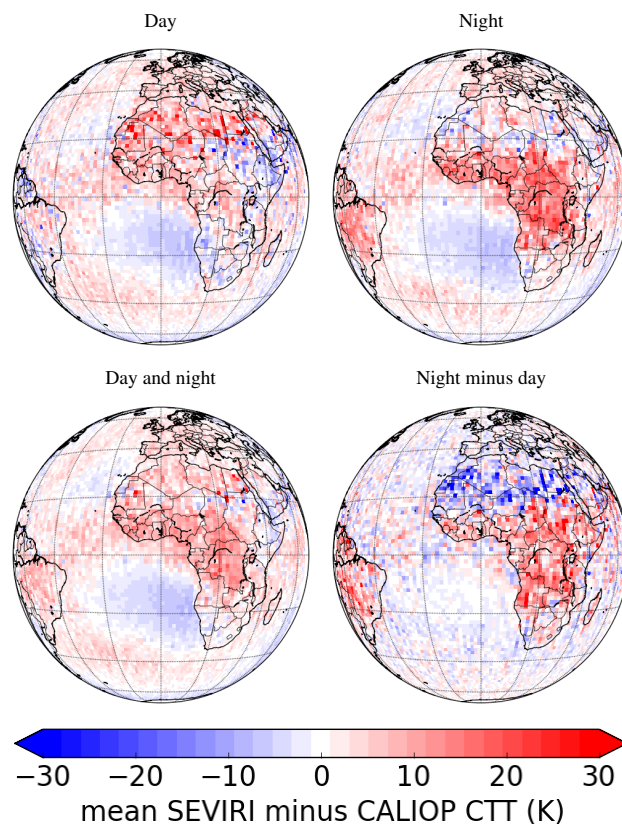 Day
Night
Day and night
Night minus day
−30 −20 −10 0 10 20 30
mean SEVIRI minus CALIOP CTT (K)